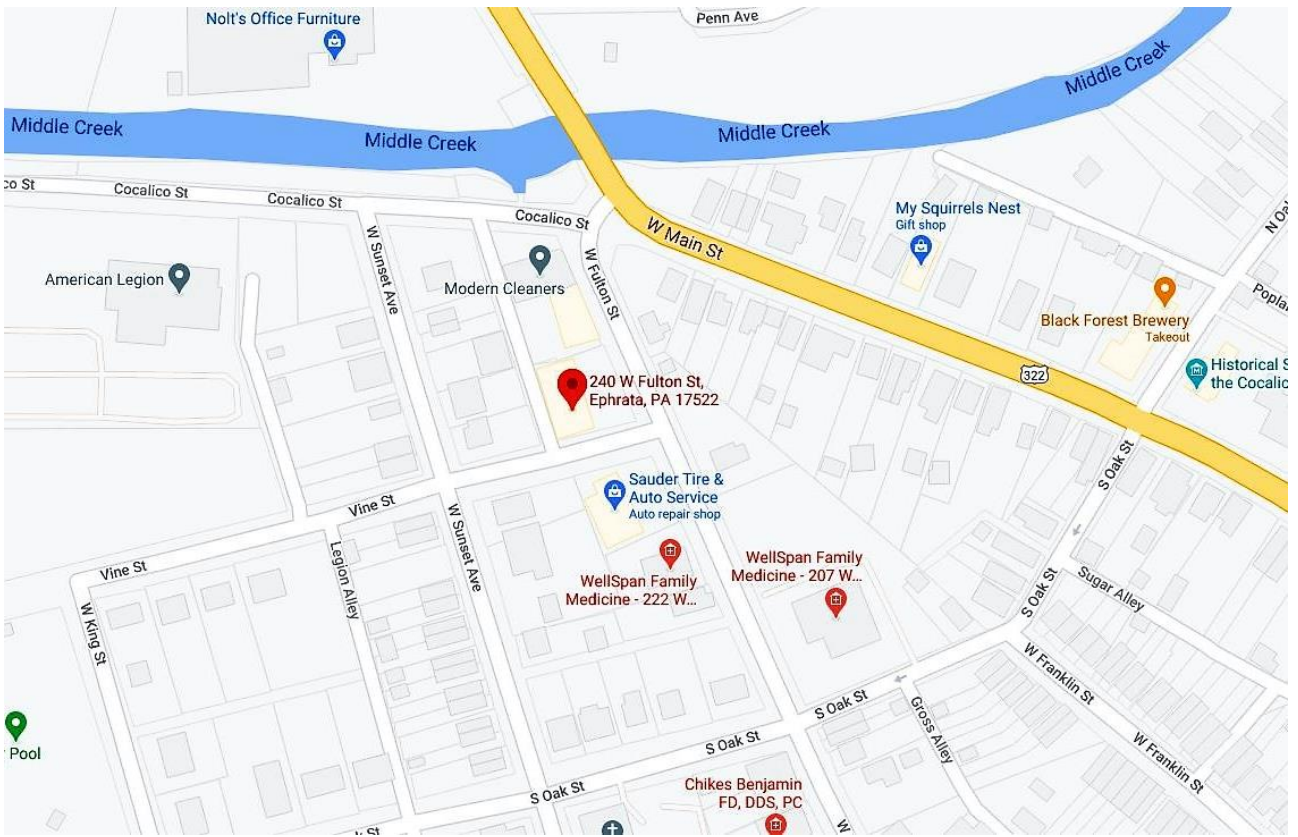 Nolt's Office Furniture
Penn Ave
Middle Creek
Middle Creek
Middle Creek
Middle Creek
co St
Cocalico St
Cocalico St
Cocalico St
W Main St
My Squirrels Nest
Gift shop
N Oa
American Legion
W Sunset Ave
Modern Cleaners
W Fulton St
Popla
Black Forest Brewery
Takeout
322
Historical S
the Cocalic
240 W Fulton St,
Ephrata, PA 17522
S Oak St
Sauder Tire &
Auto Service
Auto repair shop
Vine St
Vine St
W Sunset Ave
Legion Alley
WellSpan Family
Medicine - 222 W...
WellSpan Family
Medicine - 207 W...
Sugar Alley
S Oak St
W King St
W Franklin St
W Franklin St
S Oak St
Gross Alley
S Oak St
Pool
S Oak St
Chikes Benjamin
FD, DDS, PC
k St
W